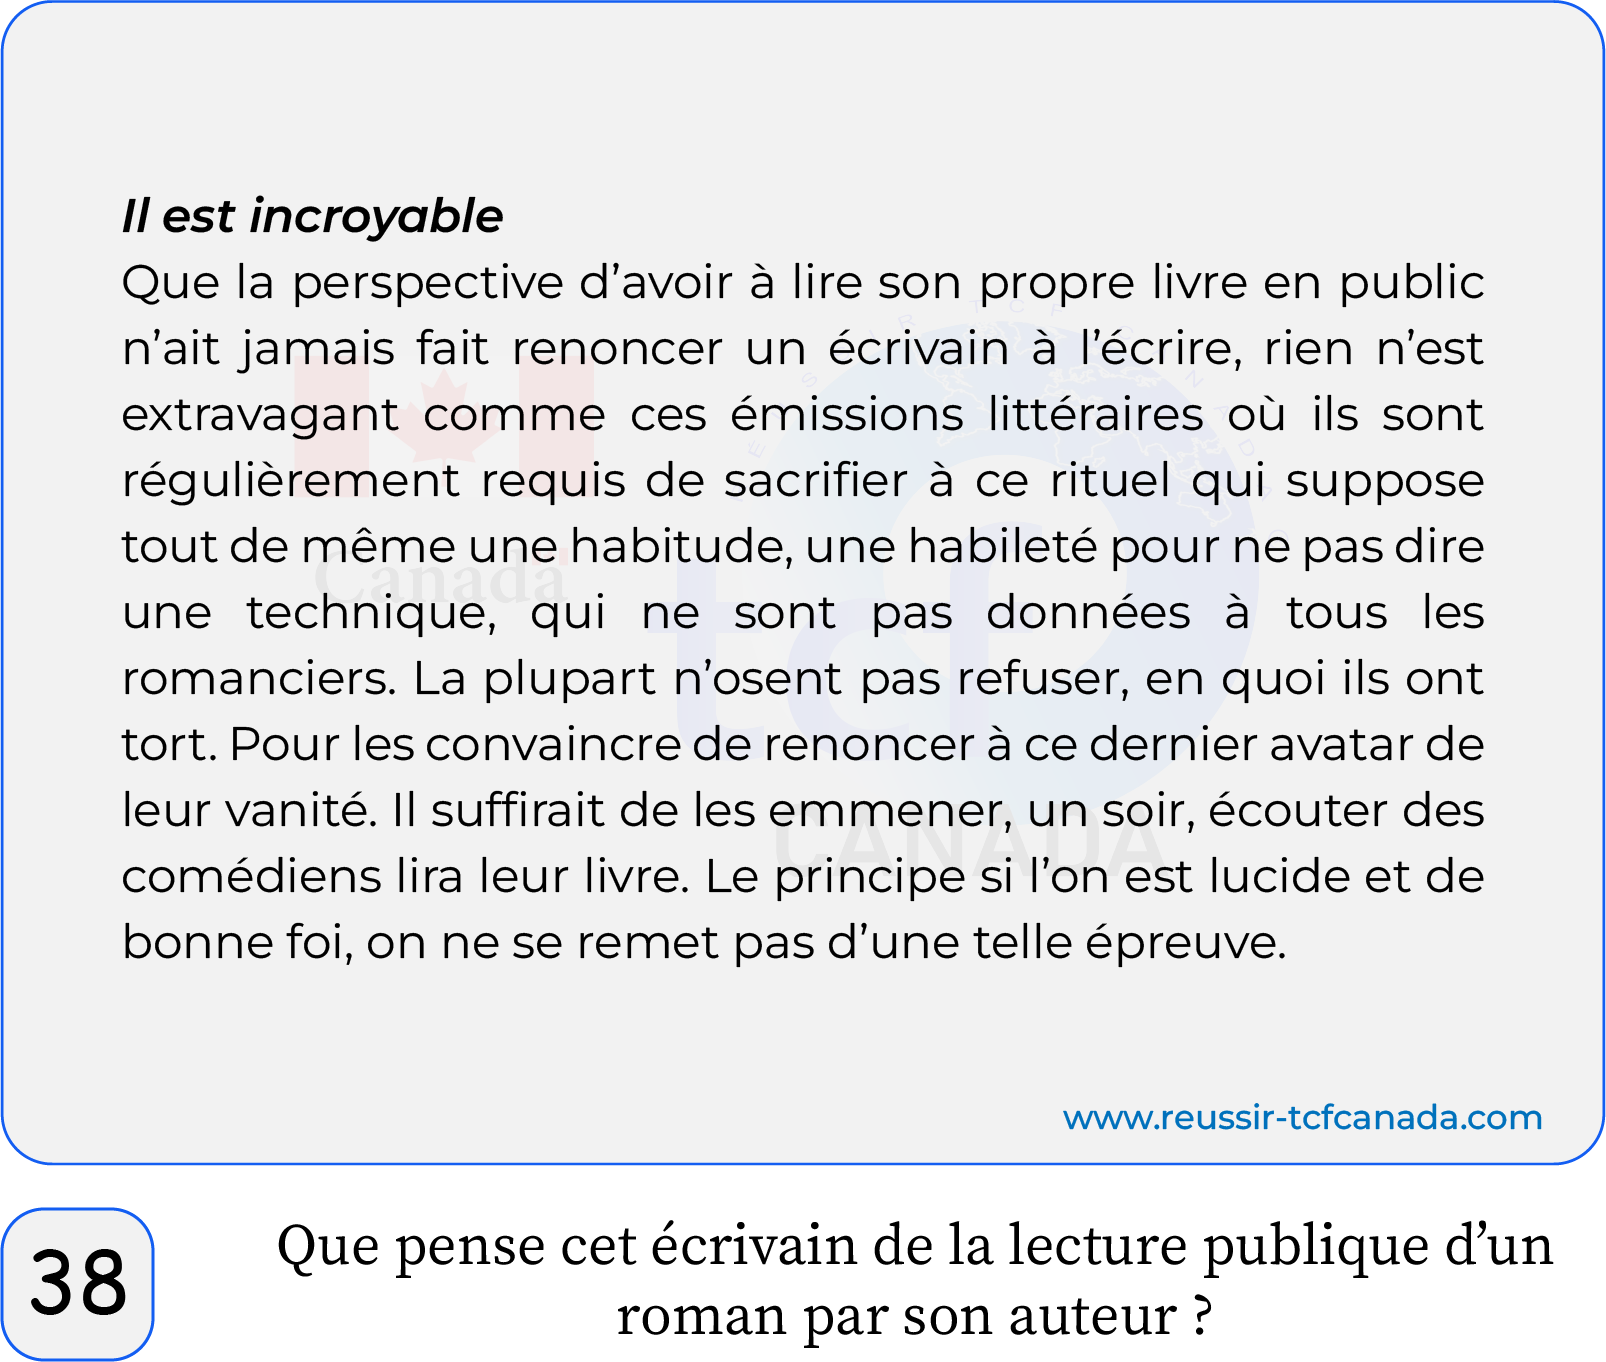 Il est incroyable
Que la perspective d’avoir à lire son propre livre en public
n’ait jamais fait renoncer un écrivain à l’écrire, rien n’est
extravagant comme ces émissions littéraires où ils sont
régulièrement requis de sacrifier à ce rituel qui suppose
tout de même une habitude, une habileté pour ne pas dire
une technique, qui ne sont pas données à tous les
romanciers. La plupart n’osent pas refuser, en quoi ils ont
tort. Pour les convaincre de renoncer à ce dernier avatar de
leur vanité. Il suffirait de les emmener, un soir, écouter des
comédiens lira leur livre. Le principe si l’on est lucide et de
bonne foi, on ne se remet pas d’une telle épreuve.
RÉUSSIR TCF CANADA
Canada
tcf
CANADA
www.reussir-tcfcanada.com
38
Que pense cet écrivain de la lecture publique d’un
roman par son auteur ?